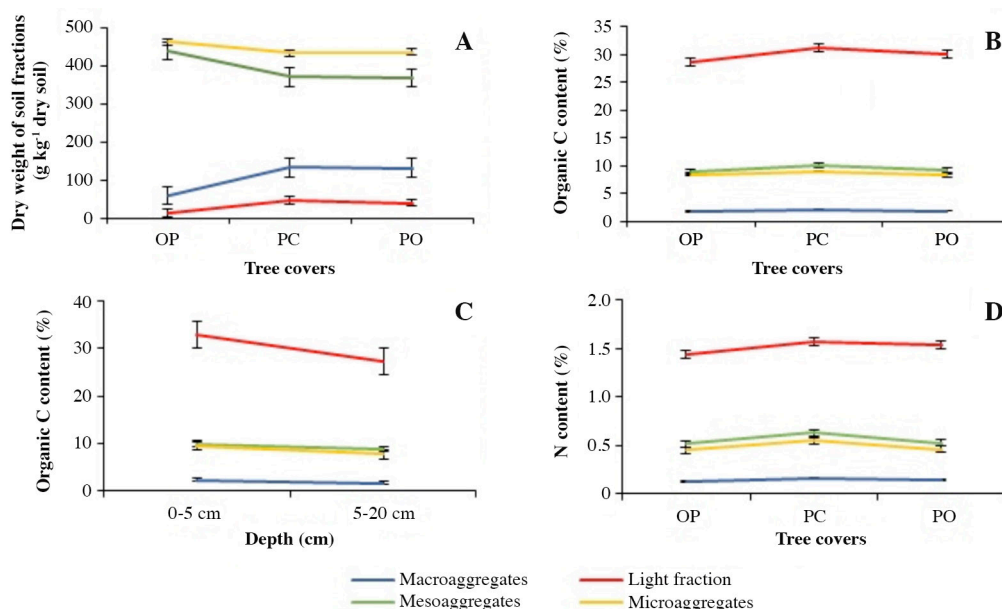 A
Dry weight of soil fractions
(g kg⁻¹ dry soil)
500
400
300
200
100
0
OP PC PO
Tree covers
B
Organic C content (%)
35
30
25
20
15
10
5
0
OP PC PO
Tree covers
C
Organic C content (%)
40
30
20
10
0
0-5 cm 5-20 cm
Depth (cm)
D
N content (%)
2.0
1.5
1.0
0.5
0
OP PC PO
Tree covers
Macroaggregates Light fraction
Mesoaggregates Microaggregates